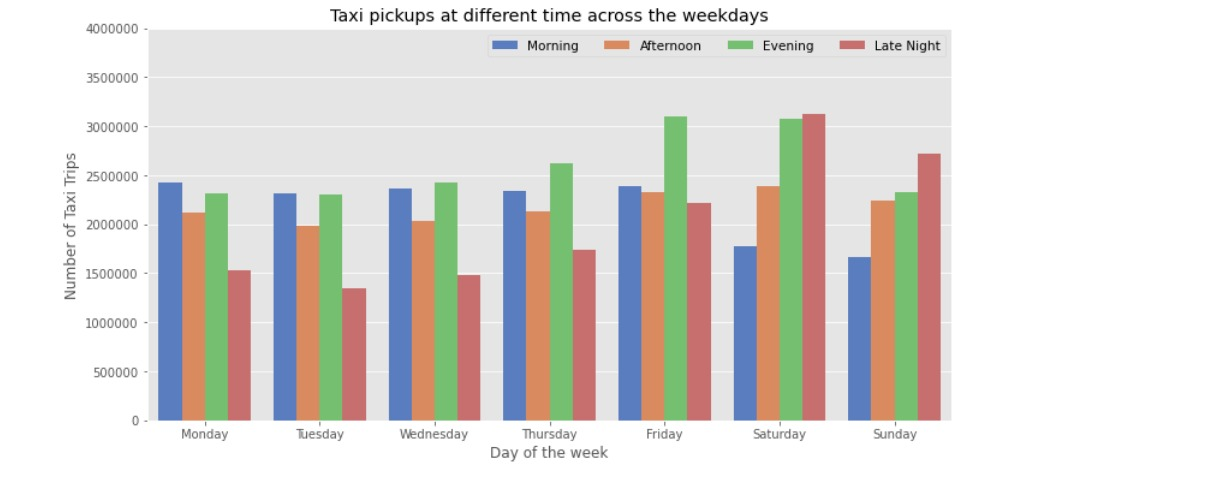 Taxi pickups at different time across the weekdays
Morning Afternoon Evening Late Night
Number of Taxi Trips
4000000
3500000
3000000
2500000
2000000
1500000
1000000
500000
0
Monday Tuesday Wednesday Thursday Friday Saturday Sunday
Day of the week